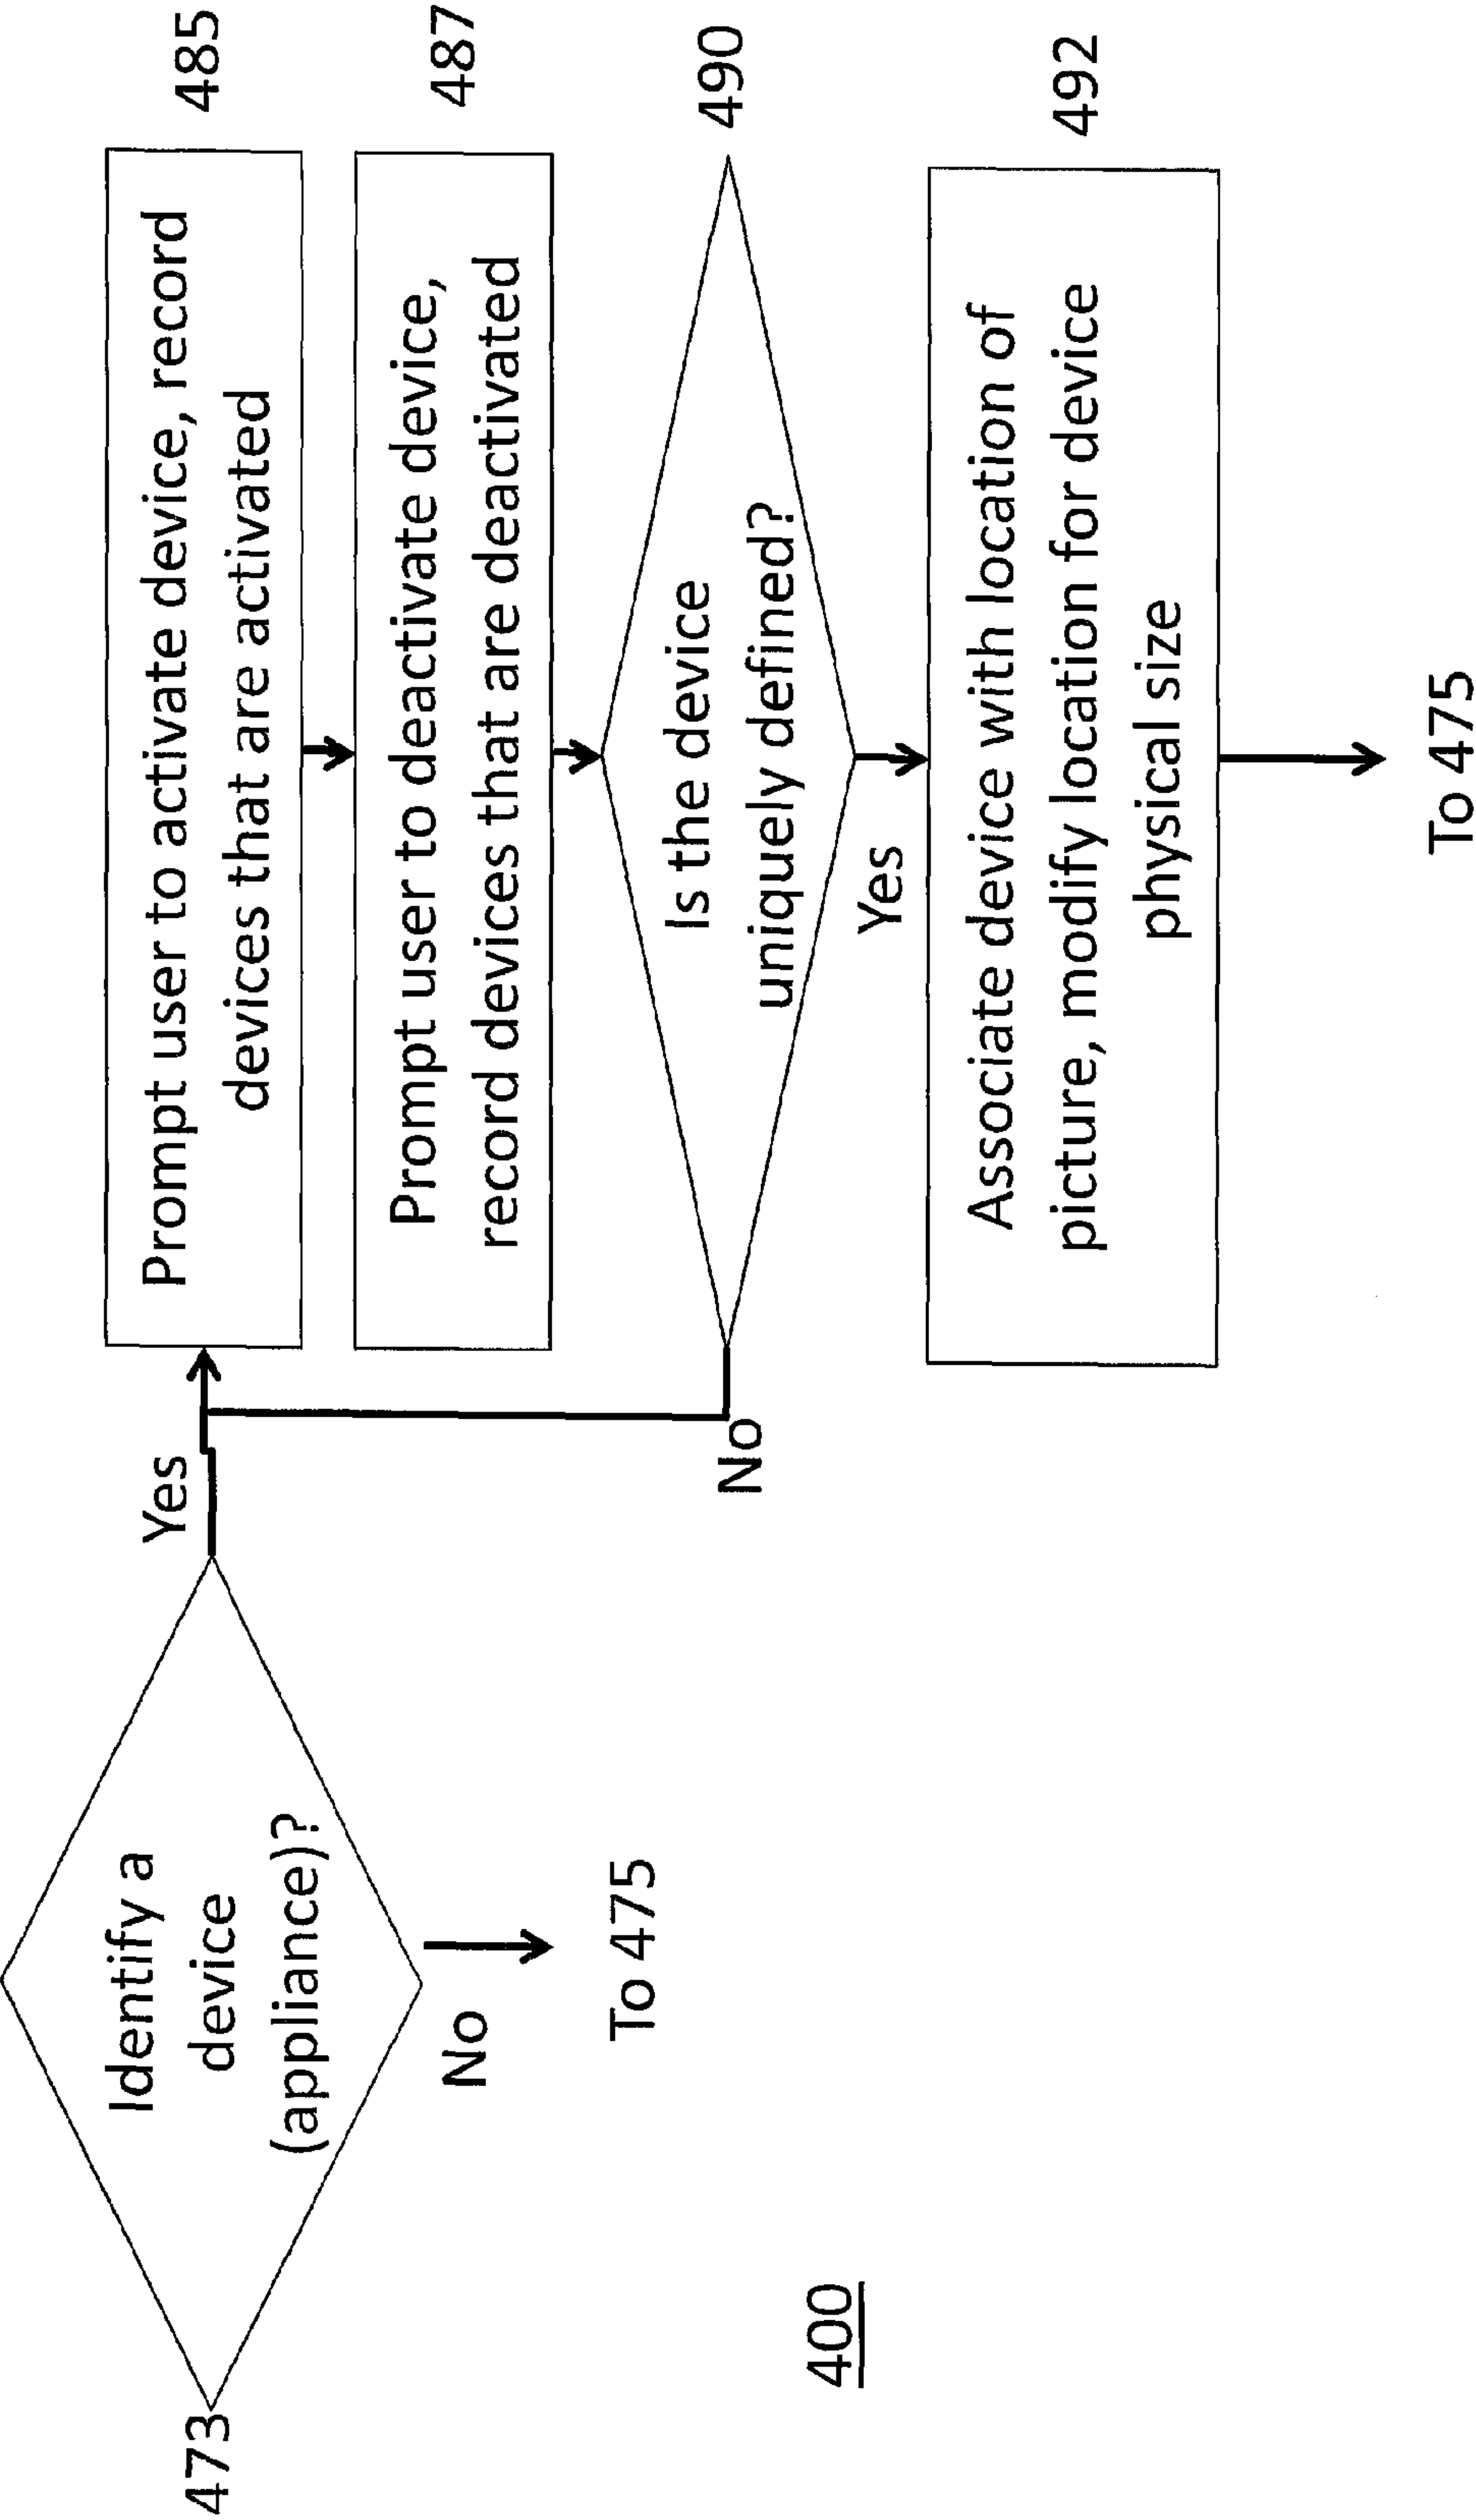 473
Identify a
device
(appliance)?
Yes
No
To 475
Prompt user to activate device, record
devices that are activated
485
Prompt user to deactivate device,
record devices that are deactivated
487
Is the device
uniquely defined?
490
No
Yes
Associate device with location of
picture, modify location for device
physical size
492
To 475
400